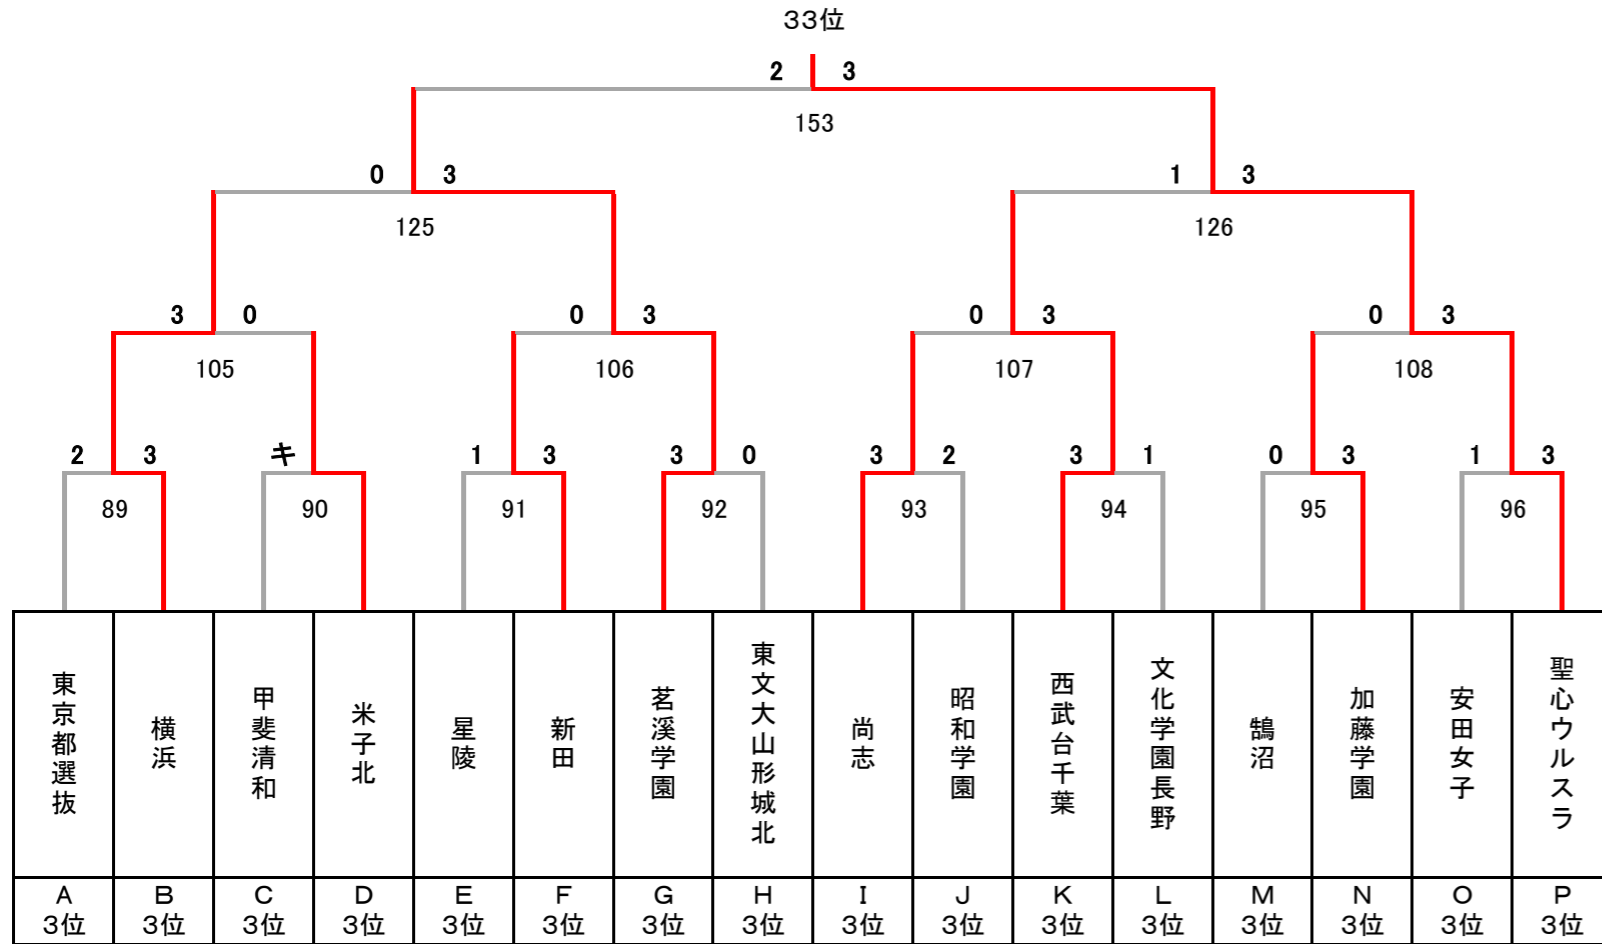 33位
2 3
153
0 3 1 3
125 126
3 0 0 3 0 3 0 3
105 106 107 108
2 3 キ 1 3 3 0 3 2 3 1 0 3 1 3
89 90 91 92 93 94 95 96
東京都選抜
横浜
甲斐清和
米子北
星陵
新田
茗溪学園
東文大山形城北
尚志
昭和学園
西武台千葉
文化学園長野
鵠沼
加藤学園
安田女子
聖心ウルスラ
A B C D E F G H I J K L M N O P
3位 3位 3位 3位 3位 3位 3位 3位 3位 3位 3位 3位 3位 3位 3位 3位